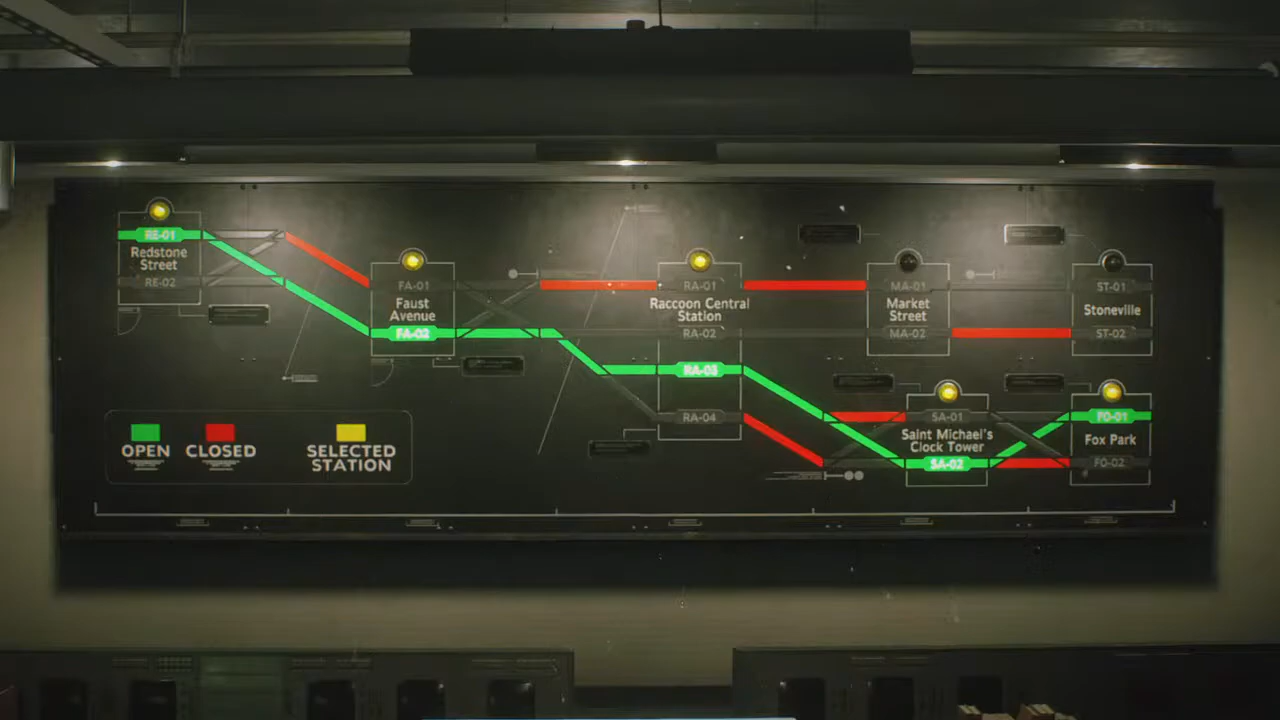 RE-01
Redstone
Street
RE-02
FA-01
Faust
Avenue
FA-02
RA-01
Raccoon Central
Station
RA-02
RA-03
RA-04
MA-01
Market
Street
MA-02
ST-01
Stoneville
ST-02
SA-01
Saint Michael's
Clock Tower
SA-02
FO-01
Fox Park
FO-02
OPEN
CLOSED
SELECTED
STATION